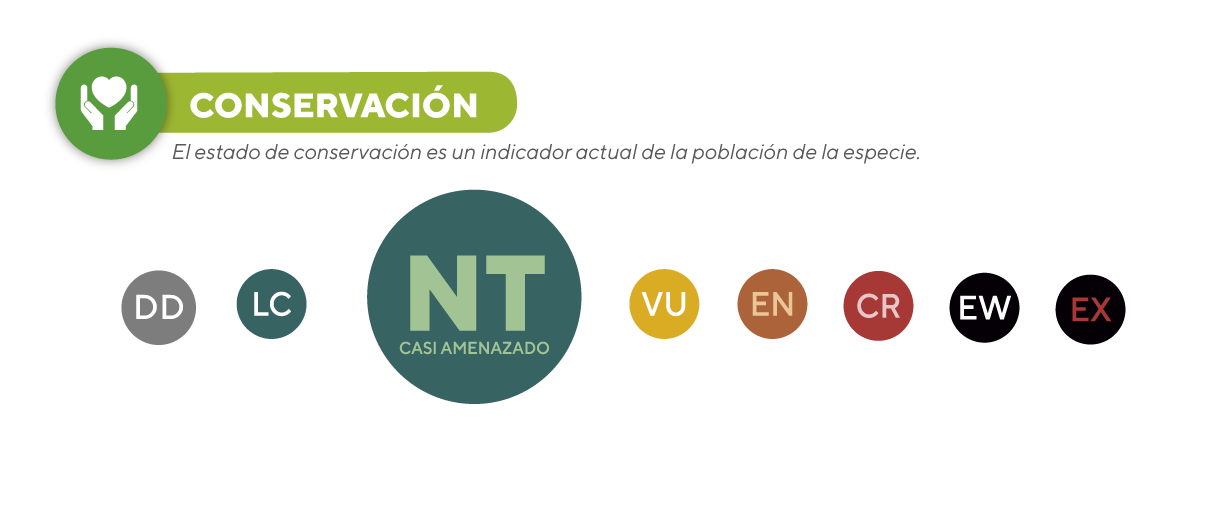 CONSERVACIÓN
El estado de conservación es un indicador actual de la población de la especie.
DD LC NT VU EN CR EW EX
CASI AMENAZADO